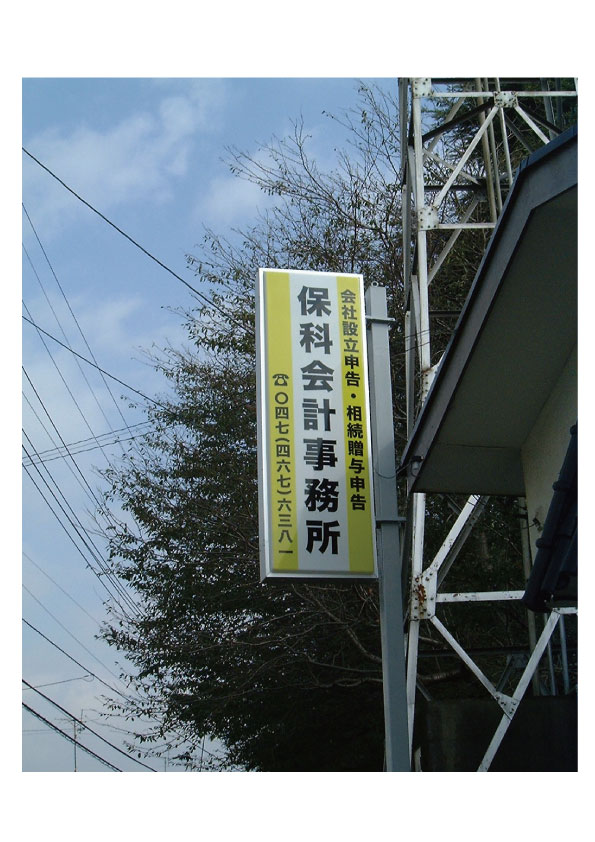 会社設立申告・相続贈与申告
保科会計事務所
☎〇四七(四六七)六三八一